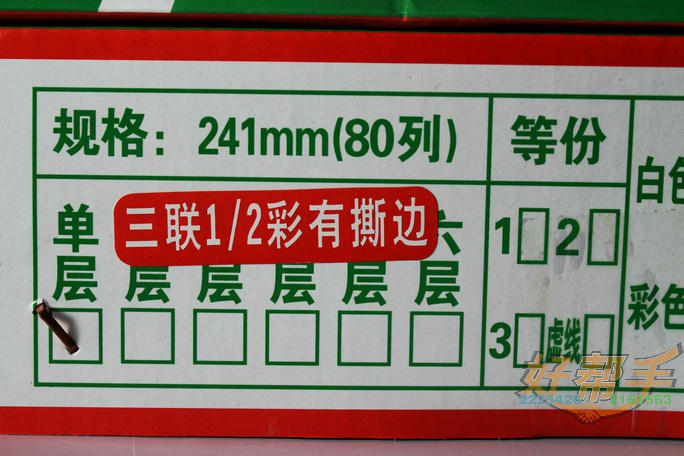 规格：241mm(80列) 等份
白色
三联1/2彩有撕边
单 六 1 2
层 层 层 层 层 层
彩色
3 虚线
好帮手